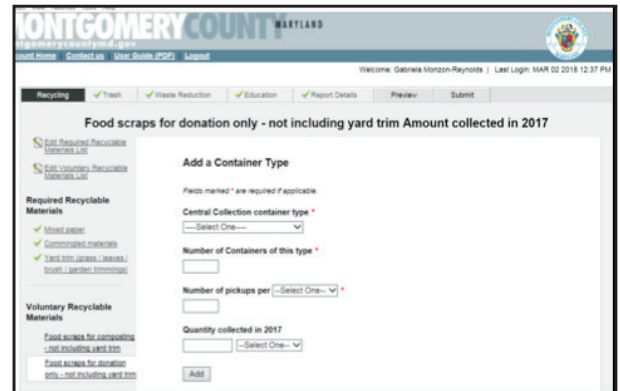 MONTGOMERYCOUNTY MARYLAND
montgomerycountymd.gov
ount Home | Contact us | User Guide (PDF) | Logout
Welcome: Gabriela Monzon-Reynolds | Last Login: MAR 02 2018 12:37 PM
Recycling Trash Waste Reduction Education Report Details Preview Submit
Food scraps for donation only - not including yard trim Amount collected in 2017
Edit Required Recyclable
Materials List
Edit Voluntary Recyclable
Materials List
Required Recyclable
Materials
Mixed paper
Commingled materials
Yard trim (grass / leaves /
brush / garden trimmings)
Voluntary Recyclable
Materials
Food scraps for composting
- not including yard trim
Food scraps for donation
only - not including yard trim
Add a Container Type
Fields marked * are required if applicable.
Central Collection container type *
----Select One----
Number of Containers of this type *
Number of pickups per --Select One-- *
Quantity collected in 2017
--Select One--
Add